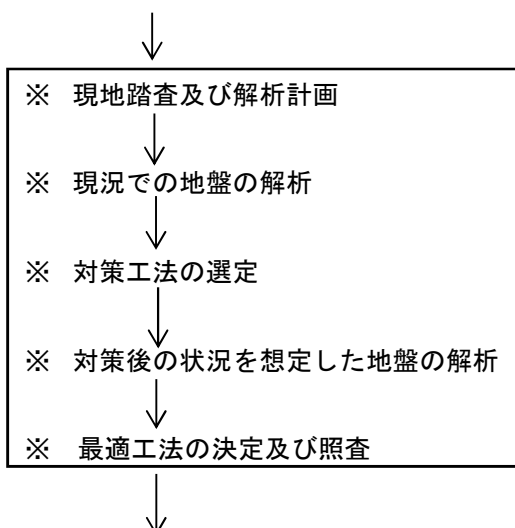 ※ 現地踏査及び解析計画
※ 現況での地盤の解析
※ 対策工法の選定
※ 対策後の状況を想定した地盤の解析
※ 最適工法の決定及び照査